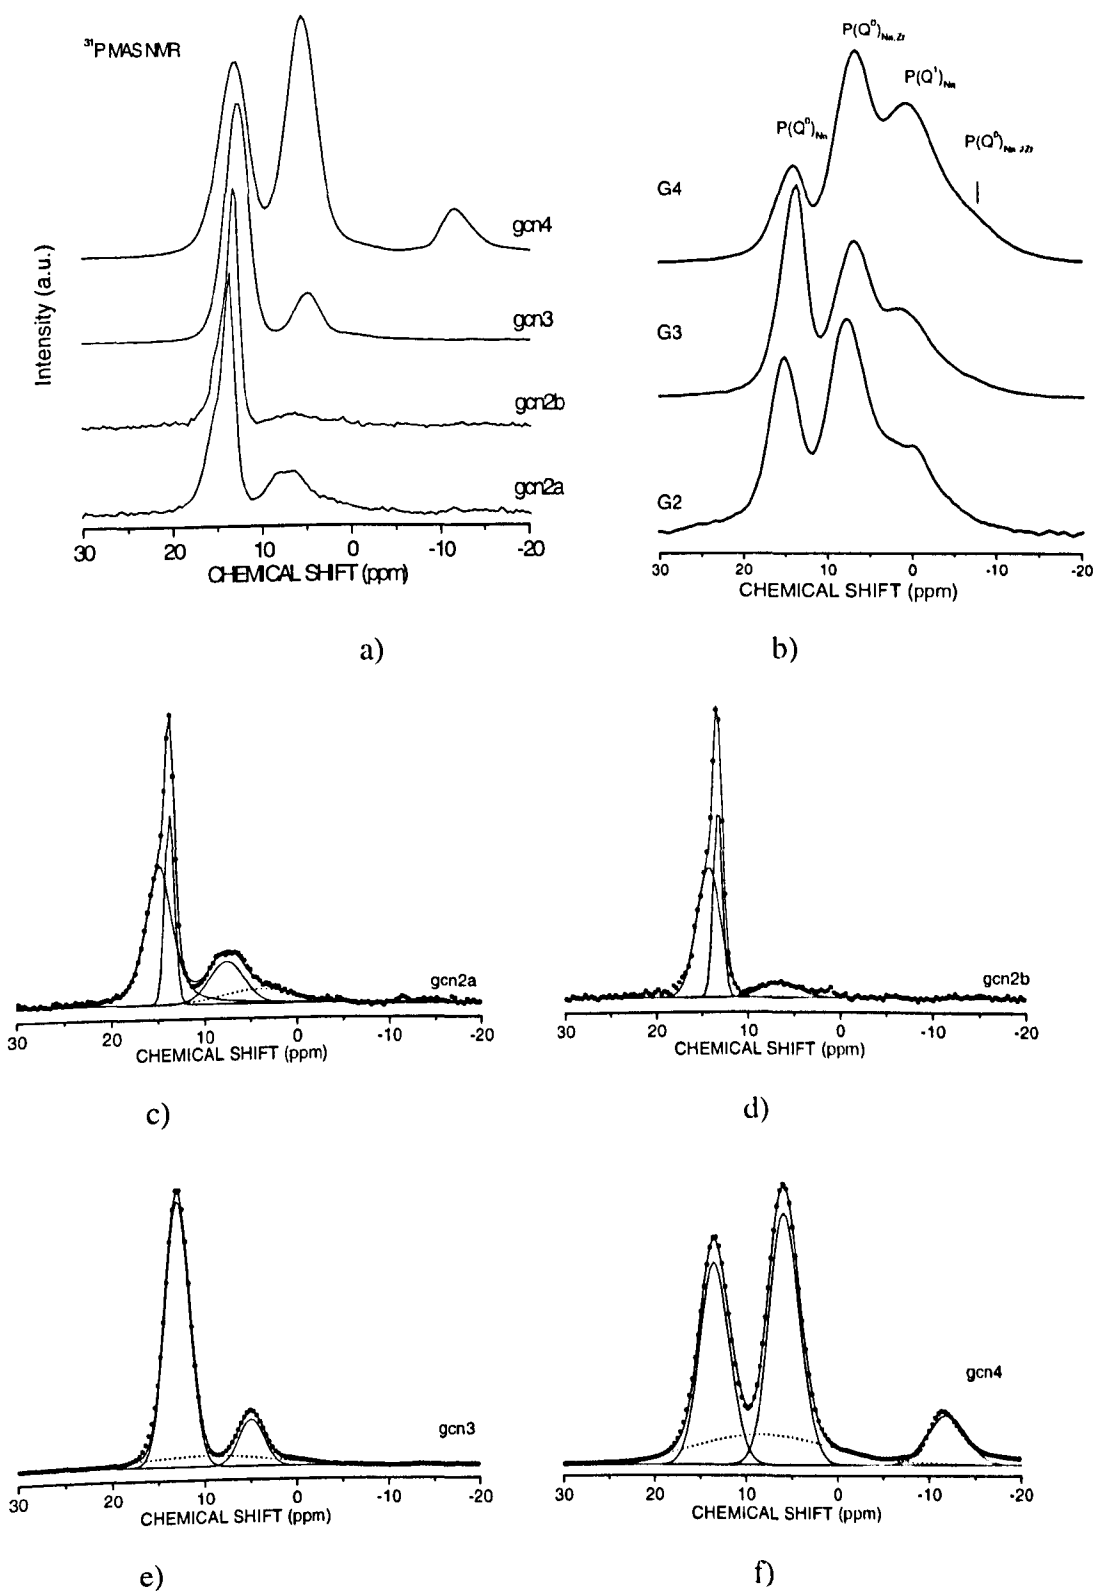 ³¹P MAS NMR
Intensity (a.u.)
gcn4
gcn3
gcn2b
gcn2a
30 20 10 0 -10 -20
CHEMICAL SHIFT (ppm)
a)
P(Q⁰)Na,Zr
P(Q¹)Na
P(Q⁰)Na
G4
G3
G2
30 20 10 0 -10 -20
CHEMICAL SHIFT (ppm)
b)
gcn2a
30 20 10 0 -10 -20
CHEMICAL SHIFT (ppm)
c)
gcn2b
30 20 10 0 -10 -20
CHEMICAL SHIFT (ppm)
d)
gcn3
30 20 10 0 -10 -20
CHEMICAL SHIFT (ppm)
e)
gcn4
30 20 10 0 -10 -20
CHEMICAL SHIFT (ppm)
f)